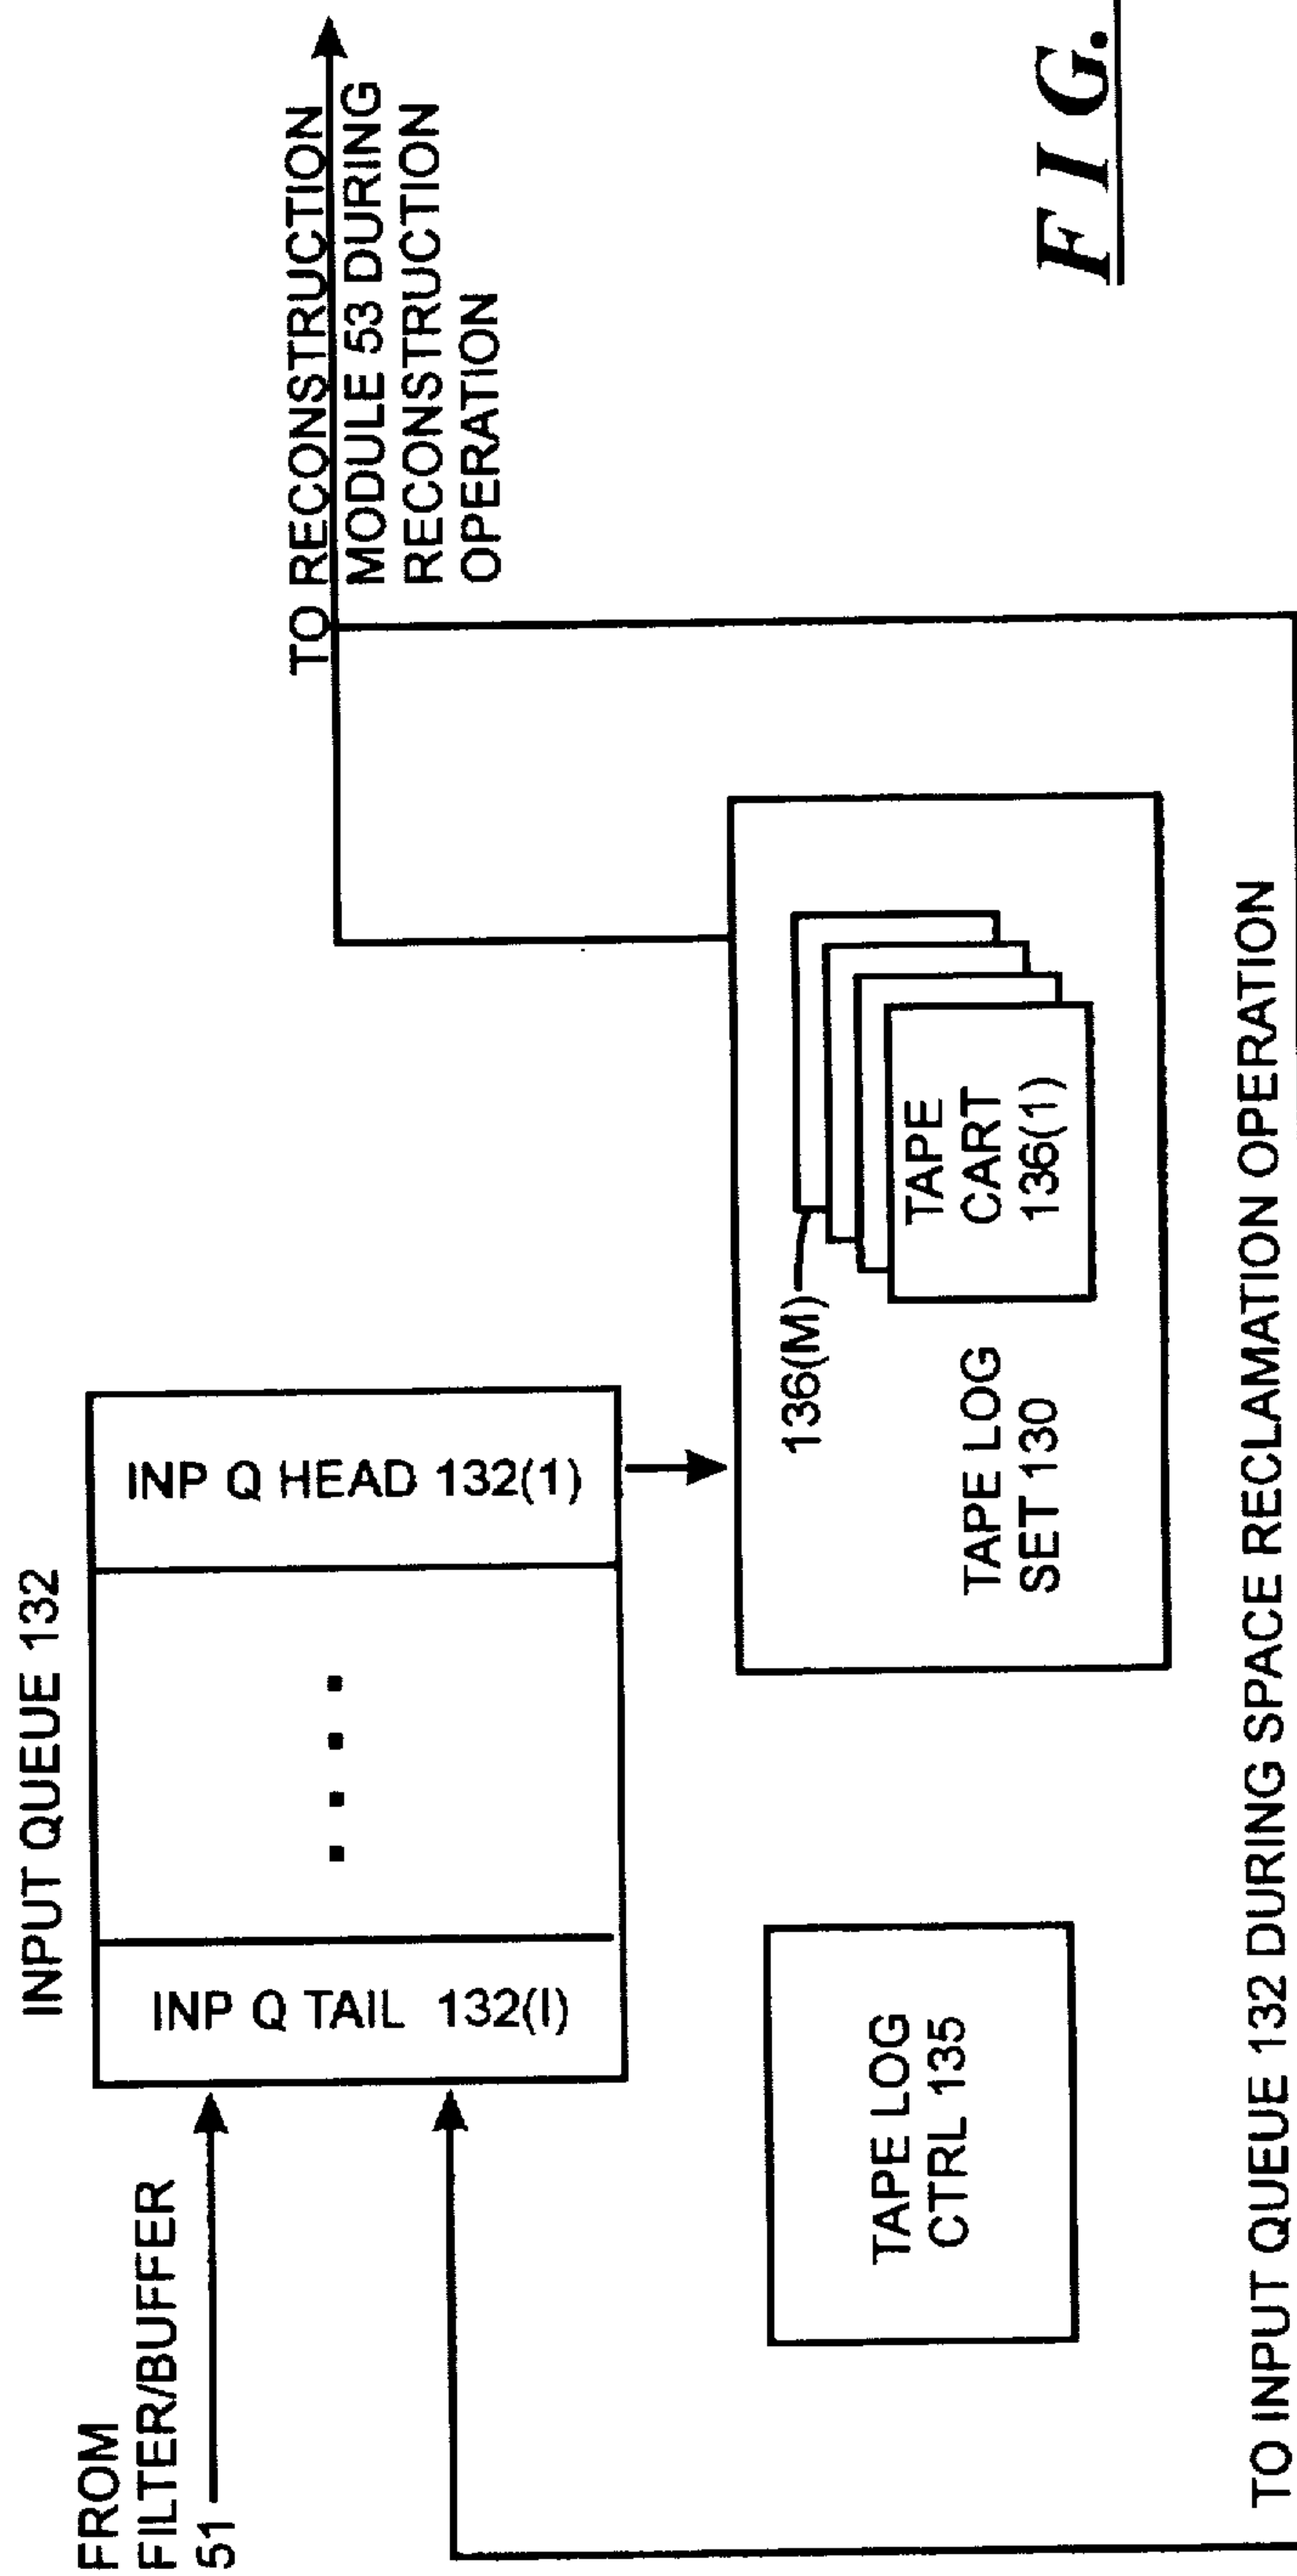 FROM
FILTER/BUFFER
51
INPUT QUEUE 132
INP Q TAIL 132(I)
INP Q HEAD 132(1)
TO RECONSTRUCTION
MODULE 53 DURING
RECONSTRUCTION
OPERATION
TAPE LOG
CTRL 135
TAPE LOG
SET 130
136(M)
TAPE
CART
136(1)
TO INPUT QUEUE 132 DURING SPACE RECLAMATION OPERATION
FIG.